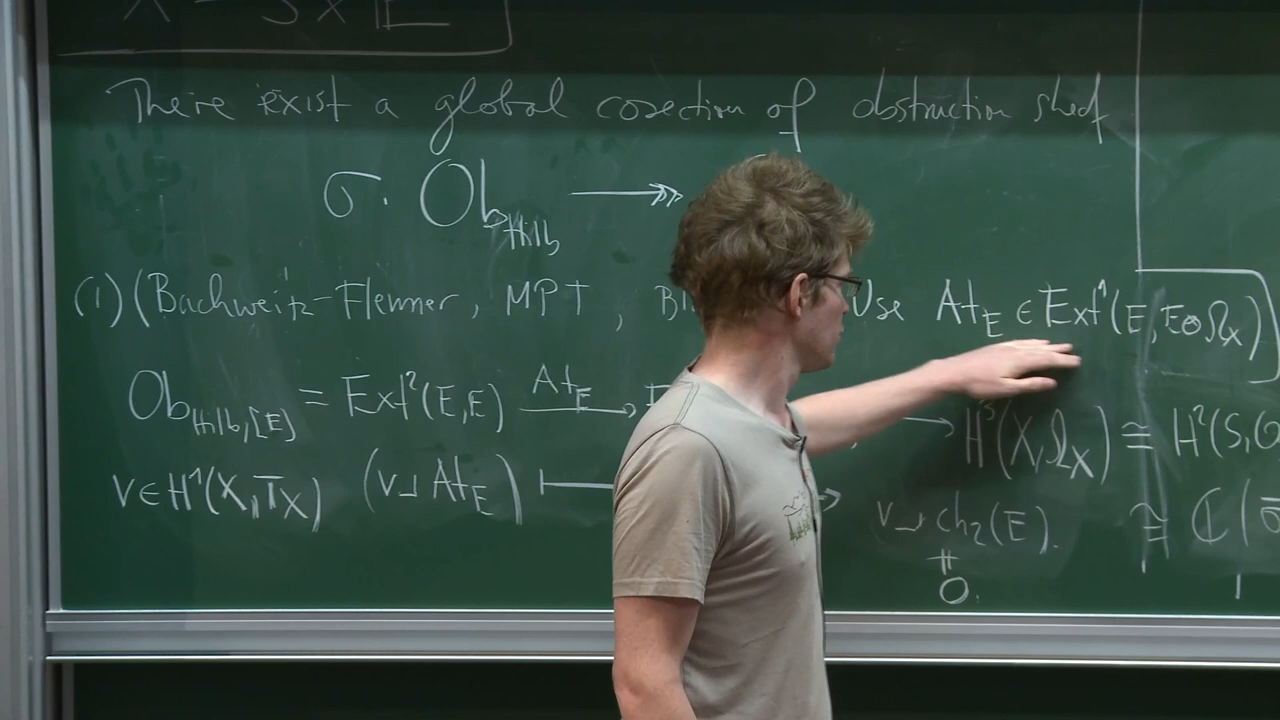 X = S × E
There exist a global cosection of obstruction sheaf
σ: Ob_Hilb ↠
(1) (Buchweitz-Flenner, MPT, Bl Use At_E ∈ Ext¹(E, E⊗Ω_X)
Ob_Hilb,[E] = Ext²(E,E) —At_E→ E → H³(X,Ω_X) ≅ H²(S,O
v∈H¹(X,T_X) (v⌟At_E) ⟼ v⌟ch₂(E). ≅ ℂ
=
0.